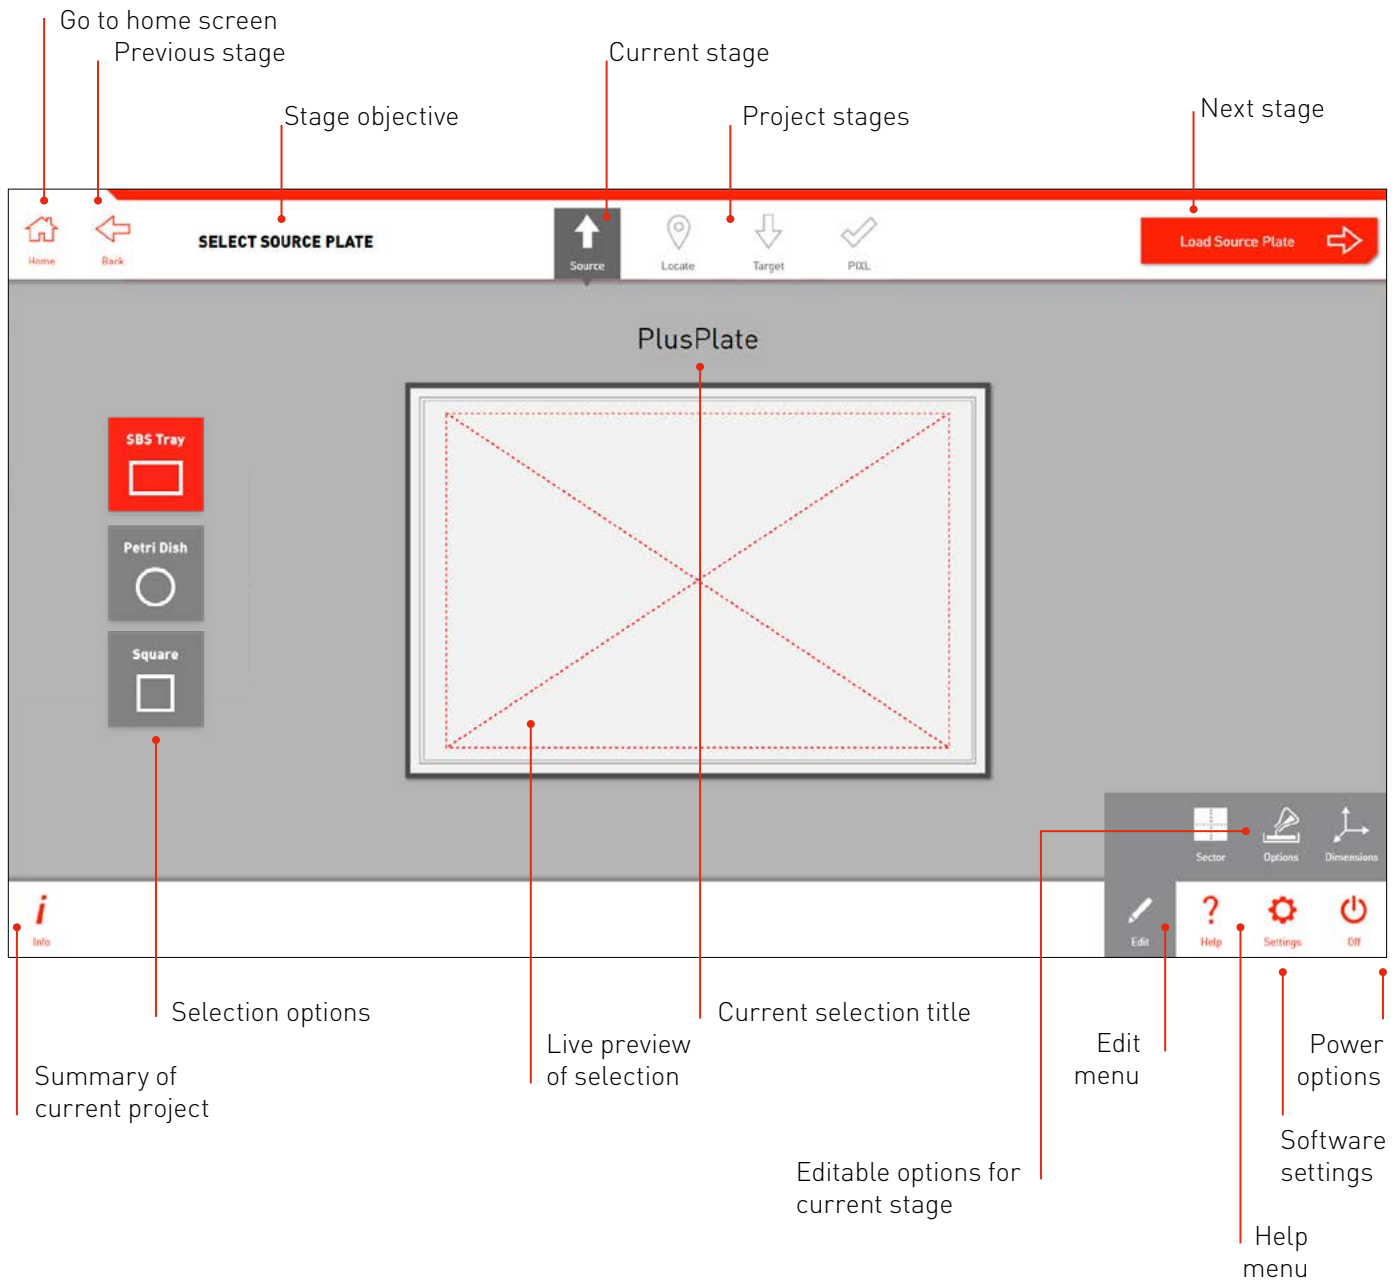 Go to home screen
Previous stage
Current stage
Stage objective
Project stages
Next stage
Home
Back
SELECT SOURCE PLATE
Source
Locate
Target
PIXL
Load Source Plate
PlusPlate
SBS Tray
Petri Dish
Square
Sector
Options
Dimensions
i
Info
Edit
?
Help
Settings
Off
Selection options
Current selection title
Live preview
of selection
Edit
menu
Power
options
Summary of
current project
Software
settings
Editable options for
current stage
Help
menu